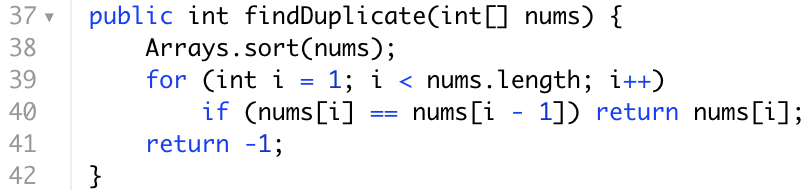 37 ▾ public int findDuplicate(int[] nums) {
38 Arrays.sort(nums);
39 for (int i = 1; i < nums.length; i++)
40 if (nums[i] == nums[i - 1]) return nums[i];
41 return -1;
42 }